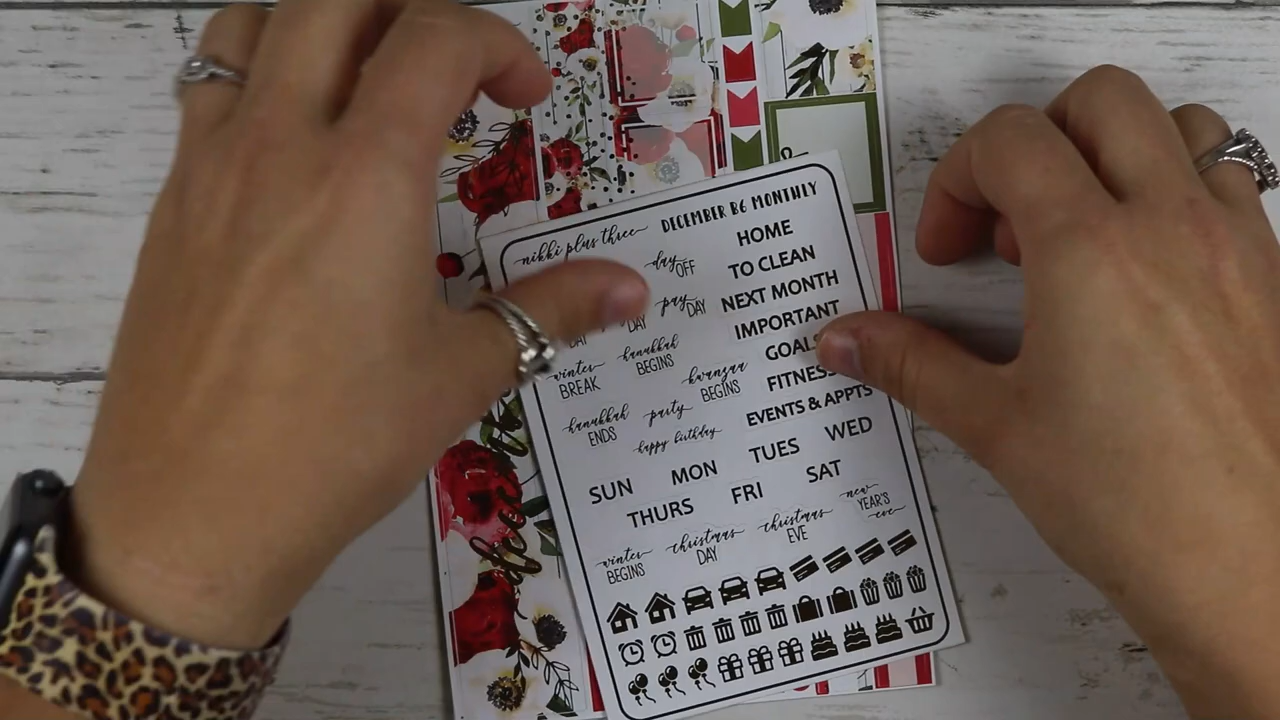 nikki plus three DECEMBER B6 MONTHLY
day OFF
HOME
TO CLEAN
NEXT MONTH
IMPORTANT
GOALS
FITNESS
EVENTS & APPTS
DAY
DAY
pay DAY
winter BREAK
hanukkah BEGINS
kwanzaa BEGINS
hanukkah ENDS
party
happy birthday
SUN MON TUES WED
THURS FRI SAT
winter BEGINS
christmas DAY
christmas EVE
new YEAR'S eve